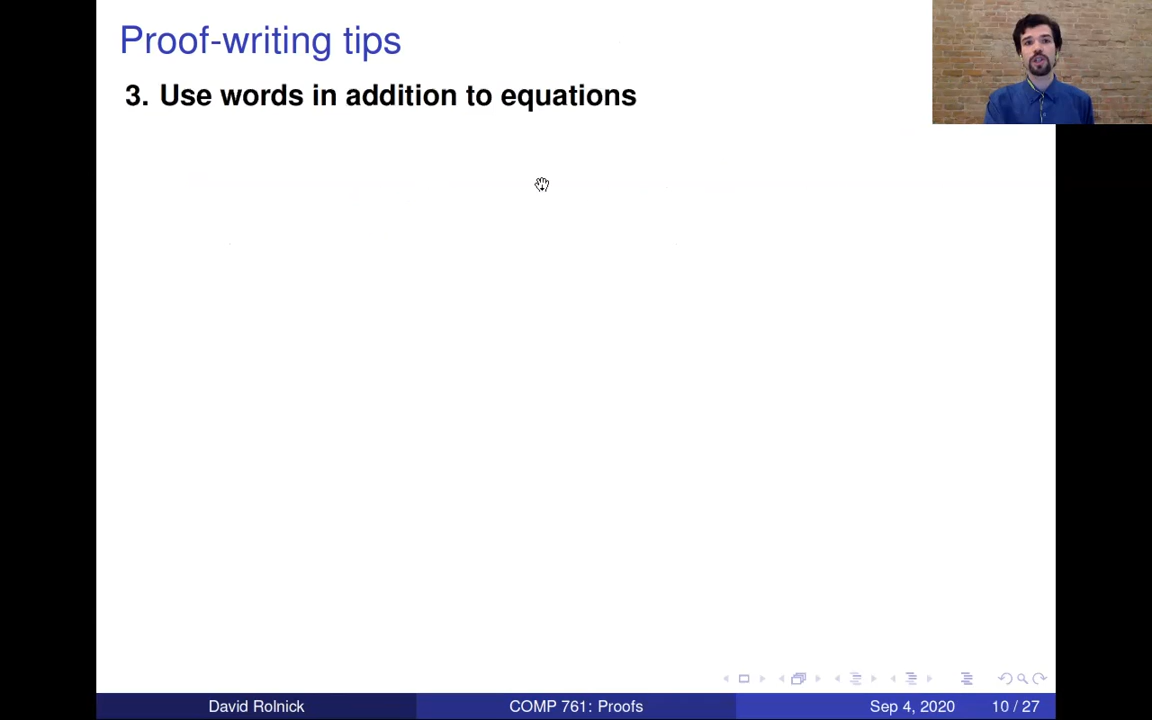 Proof-writing tips
3. Use words in addition to equations
David Rolnick COMP 761: Proofs Sep 4, 2020 10 / 27